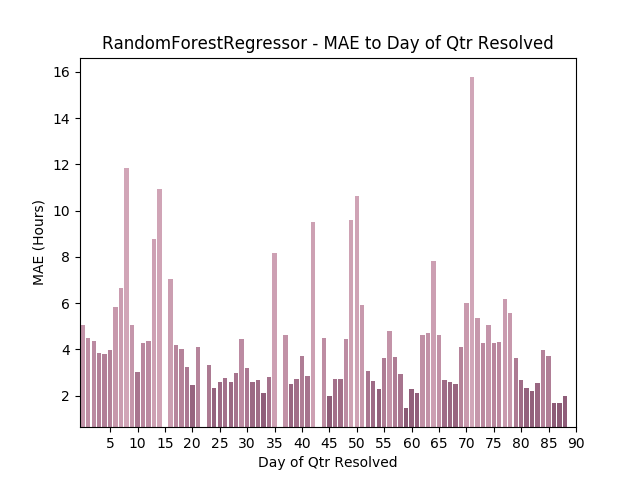 RandomForestRegressor - MAE to Day of Qtr Resolved
16
14
12
10
8
6
4
2
MAE (Hours)
5 10 15 20 25 30 35 40 45 50 55 60 65 70 75 80 85 90
Day of Qtr Resolved